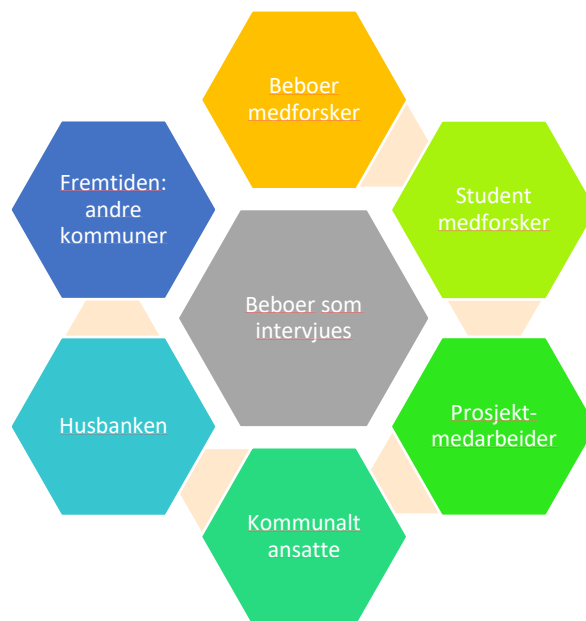 Beboer
medforsker
Student
medforsker
Prosjekt-
medarbeider
Kommunalt
ansatte
Husbanken
Fremtiden:
andre
kommuner
Beboer som
intervjues